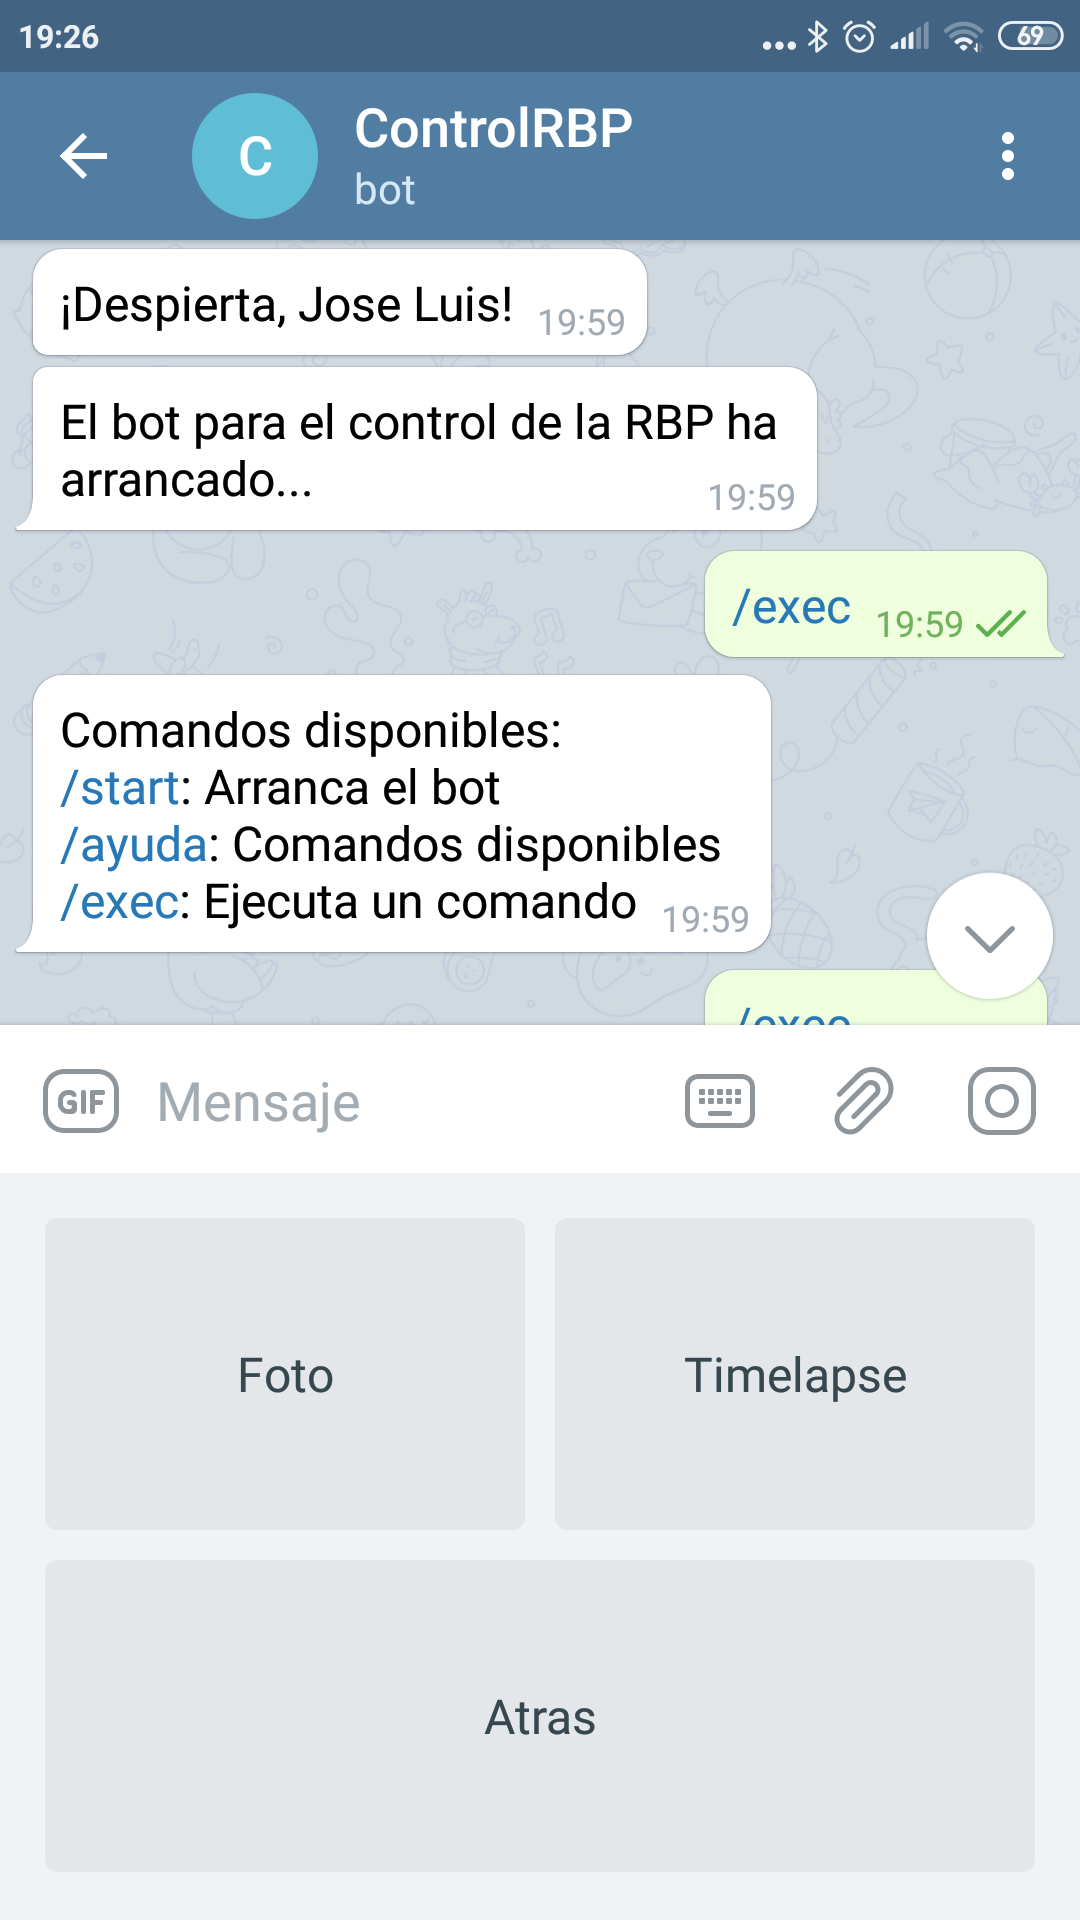 19:26
69
C
ControlRBP
bot
¡Despierta, Jose Luis! 19:59
El bot para el control de la RBP ha
arrancado...
19:59
/exec 19:59
Comandos disponibles:
/start: Arranca el bot
/ayuda: Comandos disponibles
/exec: Ejecuta un comando 19:59
/exec
GIF Mensaje
Foto
Timelapse
Atras